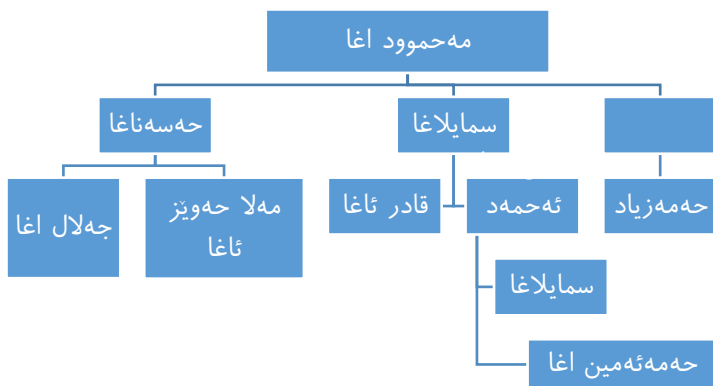 مەحموود اغا
سمایلاغا
حەسەناغا
حەمەزیاد
ئەحمەد
قادر ئاغا
مەلا حەوێز
ئاغا
جەلال اغا
سمایلاغا
حەمەئەمین اغا